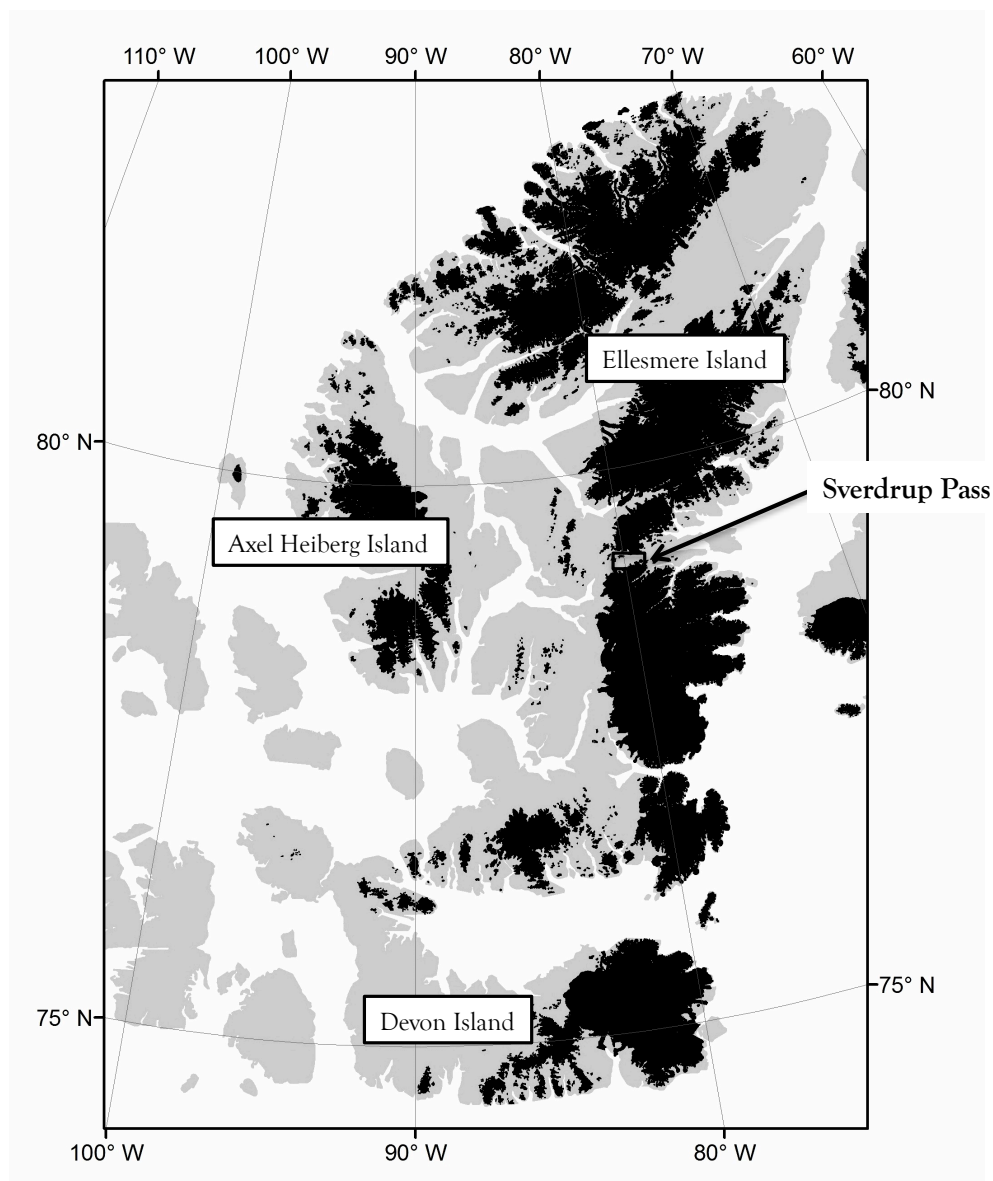 110° W 100° W 90° W 80° W 70° W 60° W
Ellesmere Island
80° N
80° N
Sverdrup Pass
Axel Heiberg Island
75° N
75° N
Devon Island
100° W 90° W 80° W